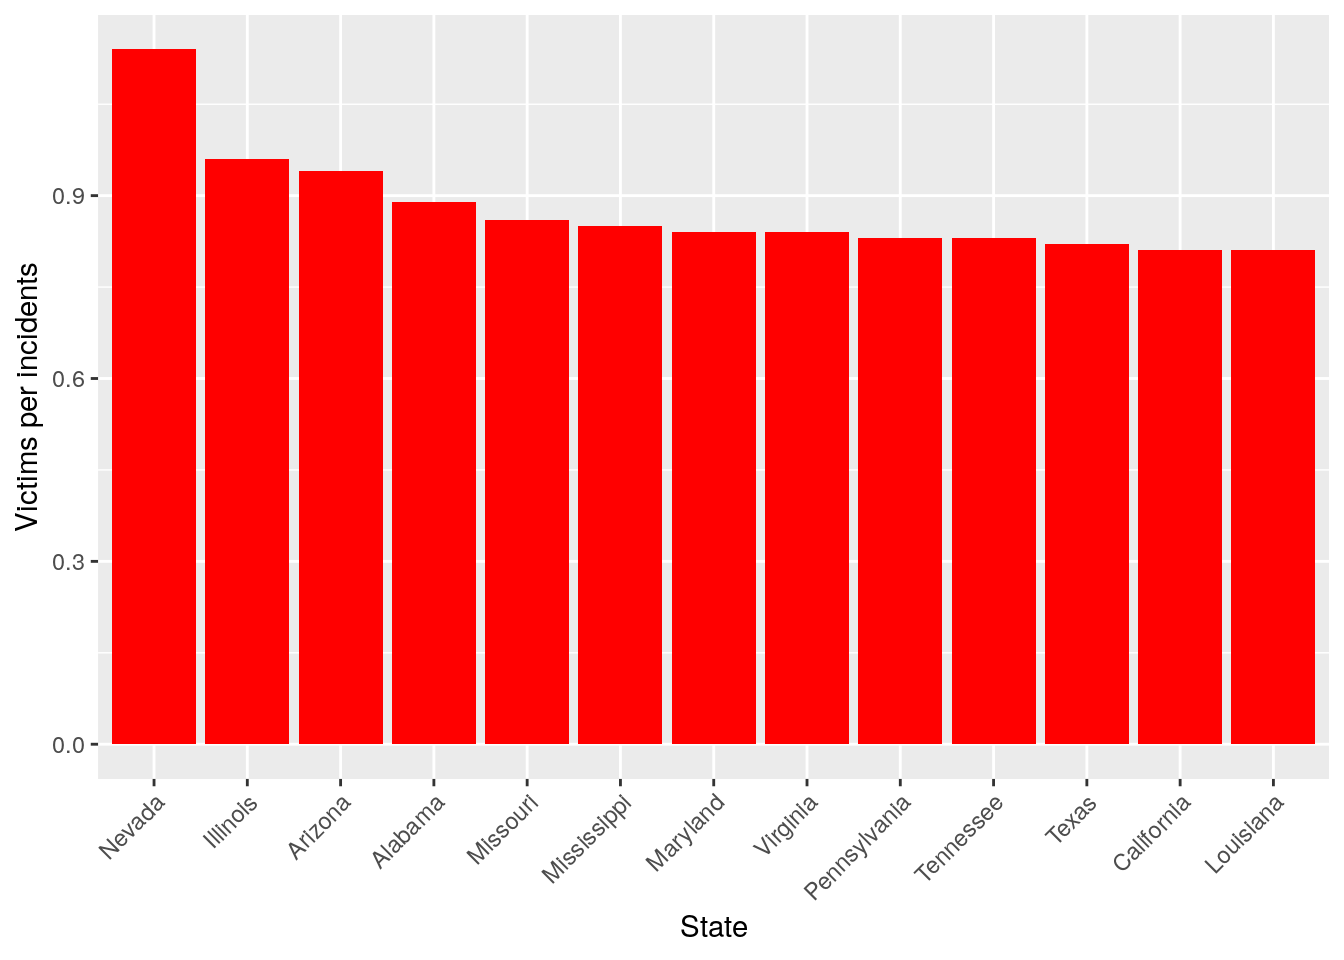 Victims per incidents
0.9
0.6
0.3
0.0
Nevada
Illinois
Arizona
Alabama
Missouri
Mississippi
Maryland
Virginia
Pennsylvania
Tennessee
Texas
California
Louisiana
State